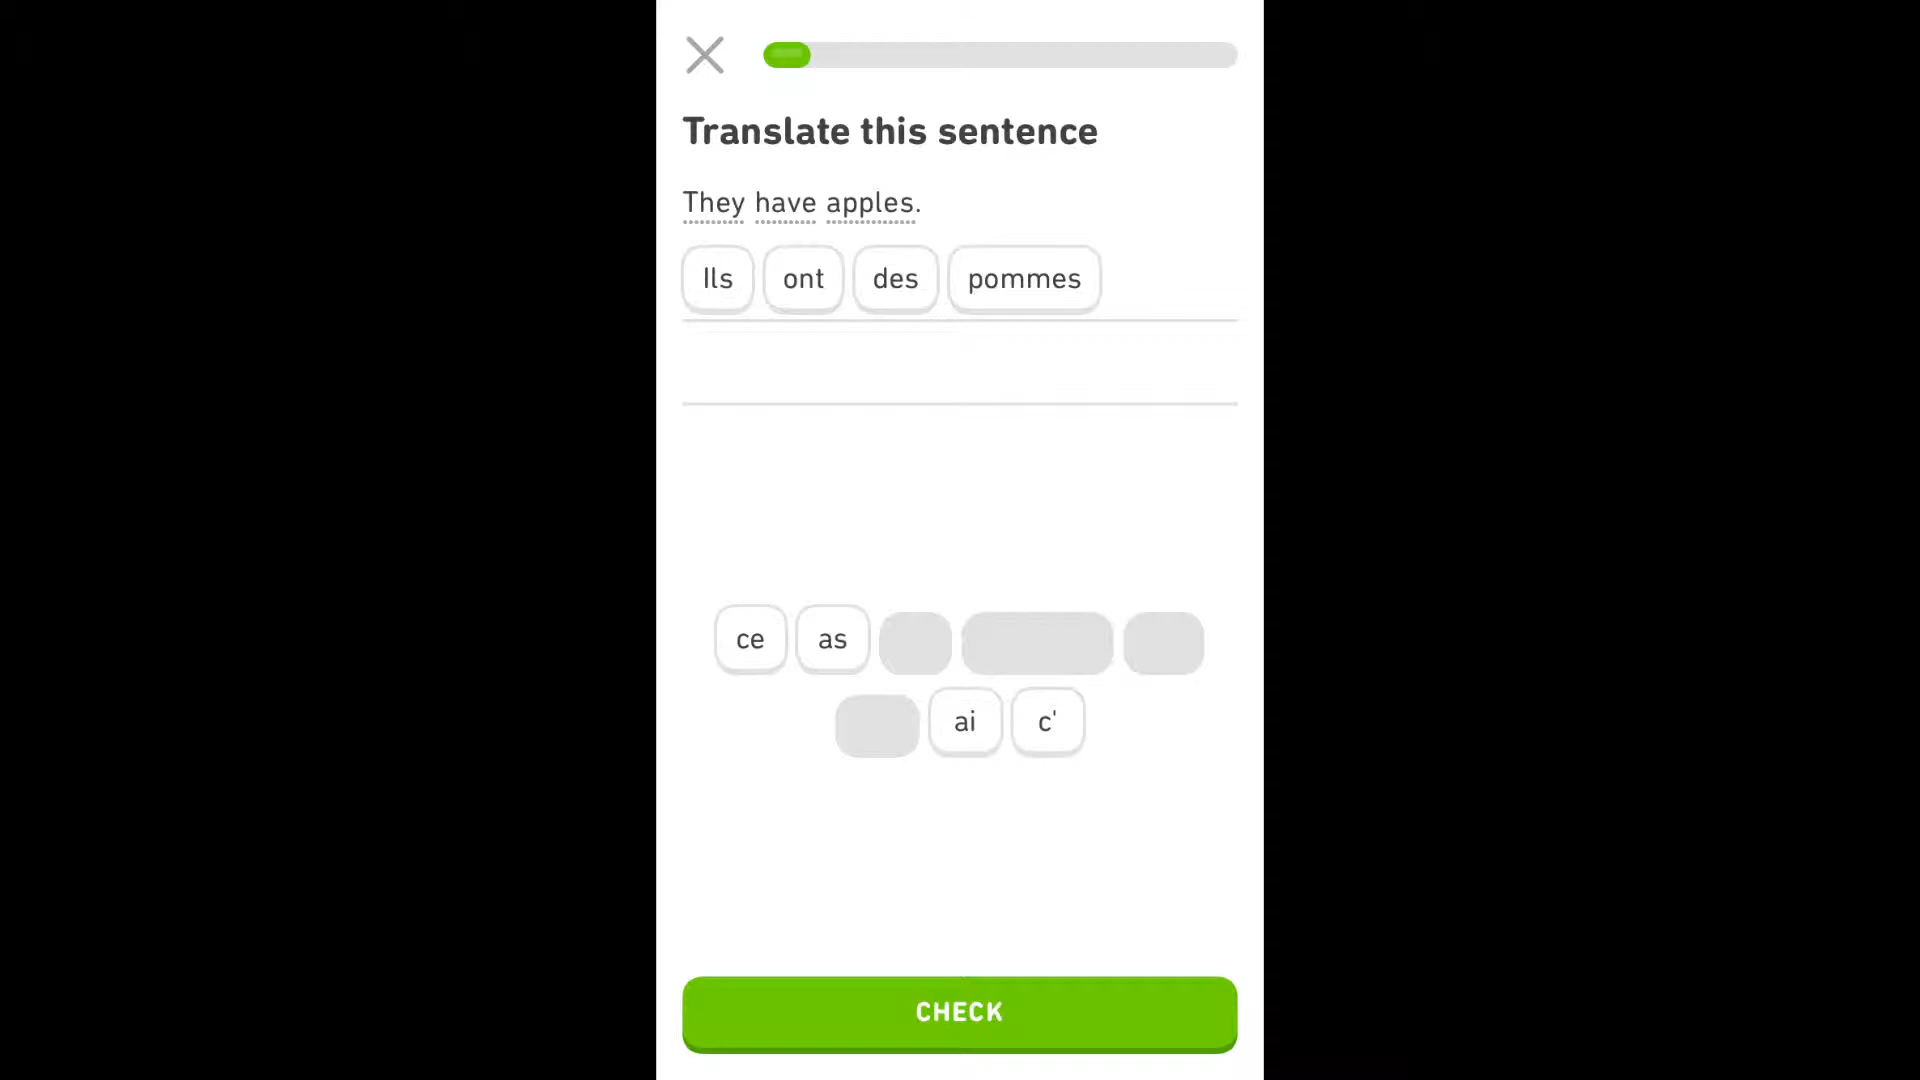 Translate this sentence
They have apples.
Ils ont des pommes
ce as
ai c'
CHECK